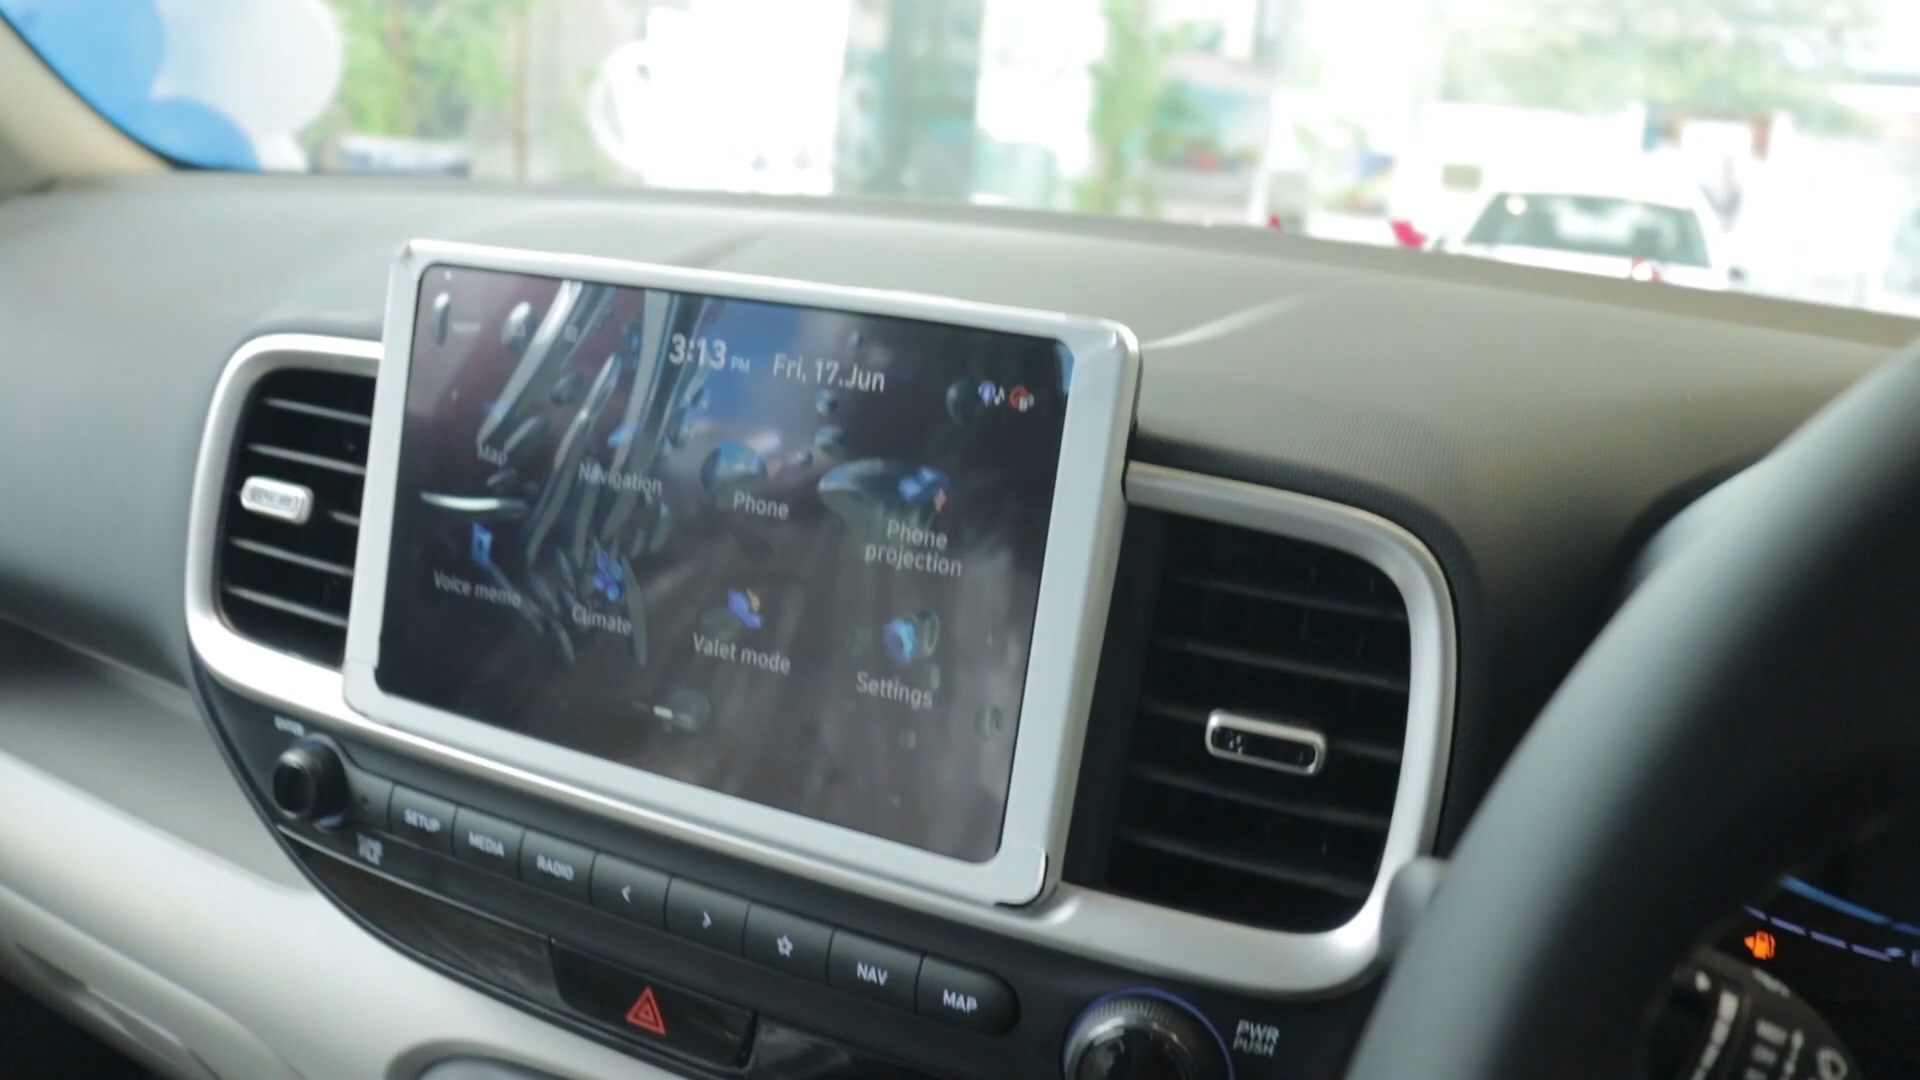 3:13 PM Fri, 17.Jun
Map
Navigation
Phone
Phone
projection
Voice memo
Climate
Valet mode
Settings
SETUP
MEDIA
RADIO
<
>
NAV
MAP
PWR
PUSH